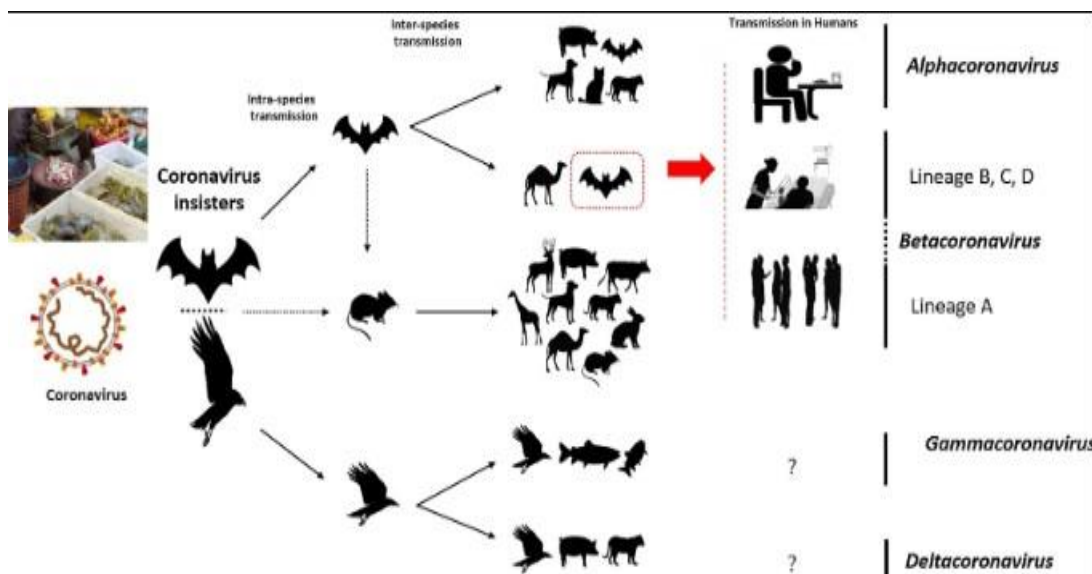 Inter-species
transmission
Transmission in Humans
Alphacoronavirus
Intra-species
transmission
Coronavirus
insisters
Lineage B, C, D
Betacoronavirus
Lineage A
Coronavirus
Gammacoronavirus
?
Deltacoronavirus
?